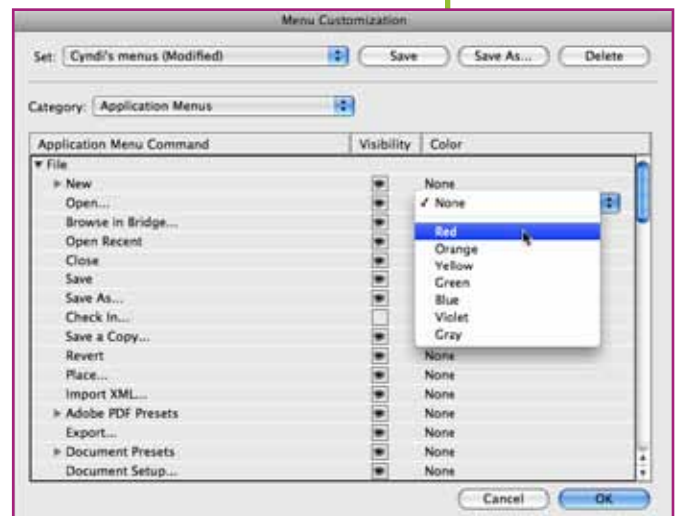 Menu Customization
Set: Cyndi's menus (Modified) Save Save As... Delete
Category: Application Menus
Application Menu Command Visibility Color
File
New None
Open... ✓ None
Browse in Bridge...
Open Recent Red
Close Orange
Save Yellow
Save As... Green
Check In... Blue
Save a Copy... Violet
Revert Gray
None
Place... None
Import XML... None
Adobe PDF Presets None
Export... None
Document Presets None
Document Setup... None
Cancel OK